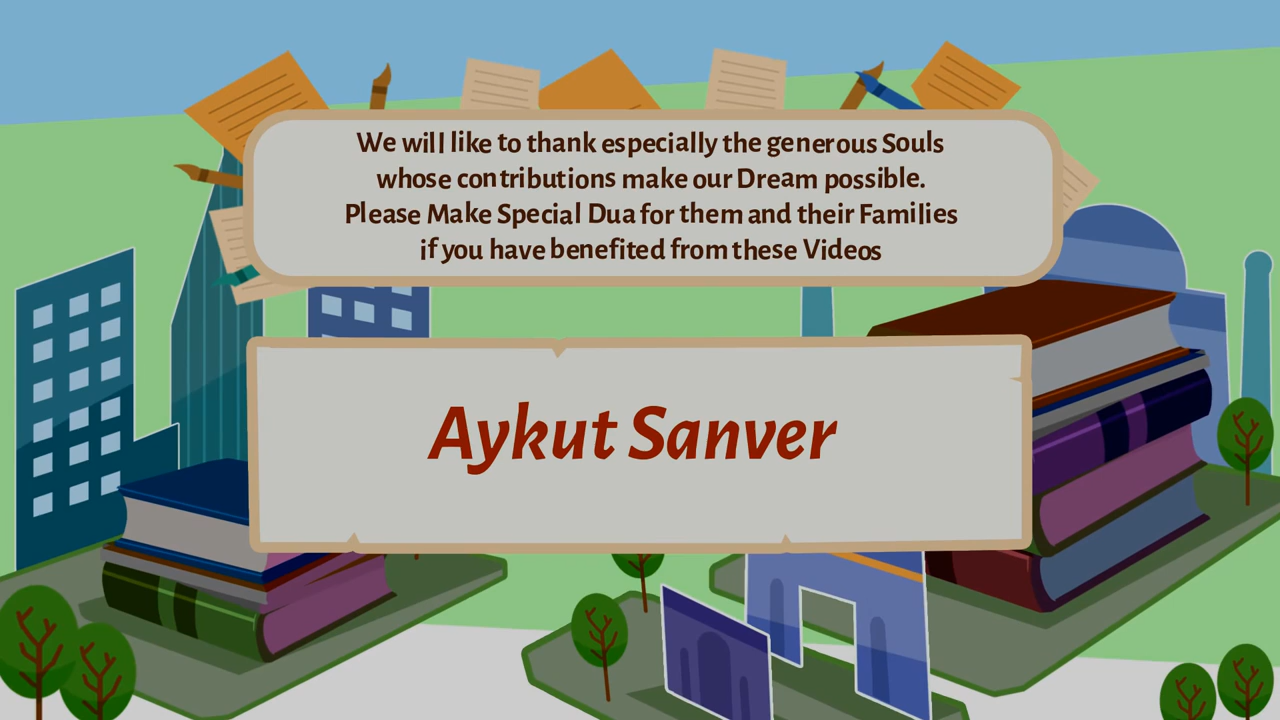 We will like to thank especially the generous Souls
whose contributions make our Dream possible.
Please Make Special Dua for them and their Families
if you have benefited from these Videos
Aykut Sanver